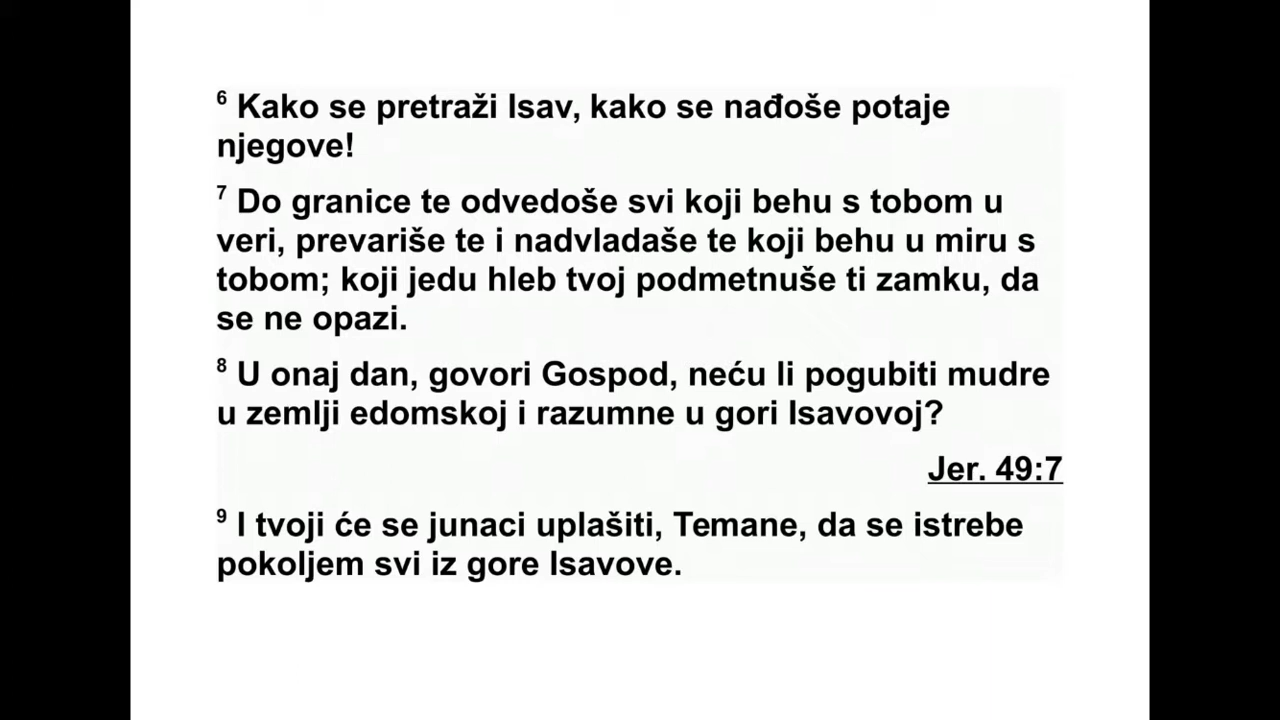 6 Kako se pretraži Isav, kako se nađoše potaje
njegove!
7 Do granice te odvedoše svi koji behu s tobom u
veri, prevariše te i nadvladaše te koji behu u miru s
tobom; koji jedu hleb tvoj podmetnuše ti zamku, da
se ne opazi.
8 U onaj dan, govori Gospod, neću li pogubiti mudre
u zemlji edomskoj i razumne u gori Isavovoj?
Jer. 49:7
9 I tvoji će se junaci uplašiti, Temane, da se istrebe
pokoljem svi iz gore Isavove.